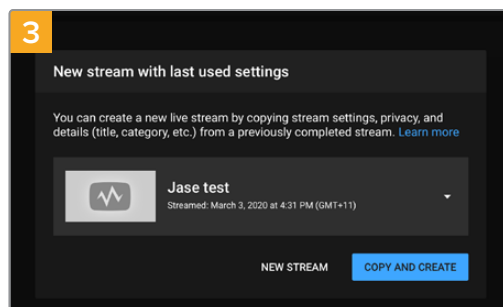 3
New stream with last used settings
You can create a new live stream by copying stream settings, privacy, and
details (title, category, etc.) from a previously completed stream. Learn more
Jase test
Streamed: March 3, 2020 at 4:31 PM (GMT+11)
NEW STREAM COPY AND CREATE